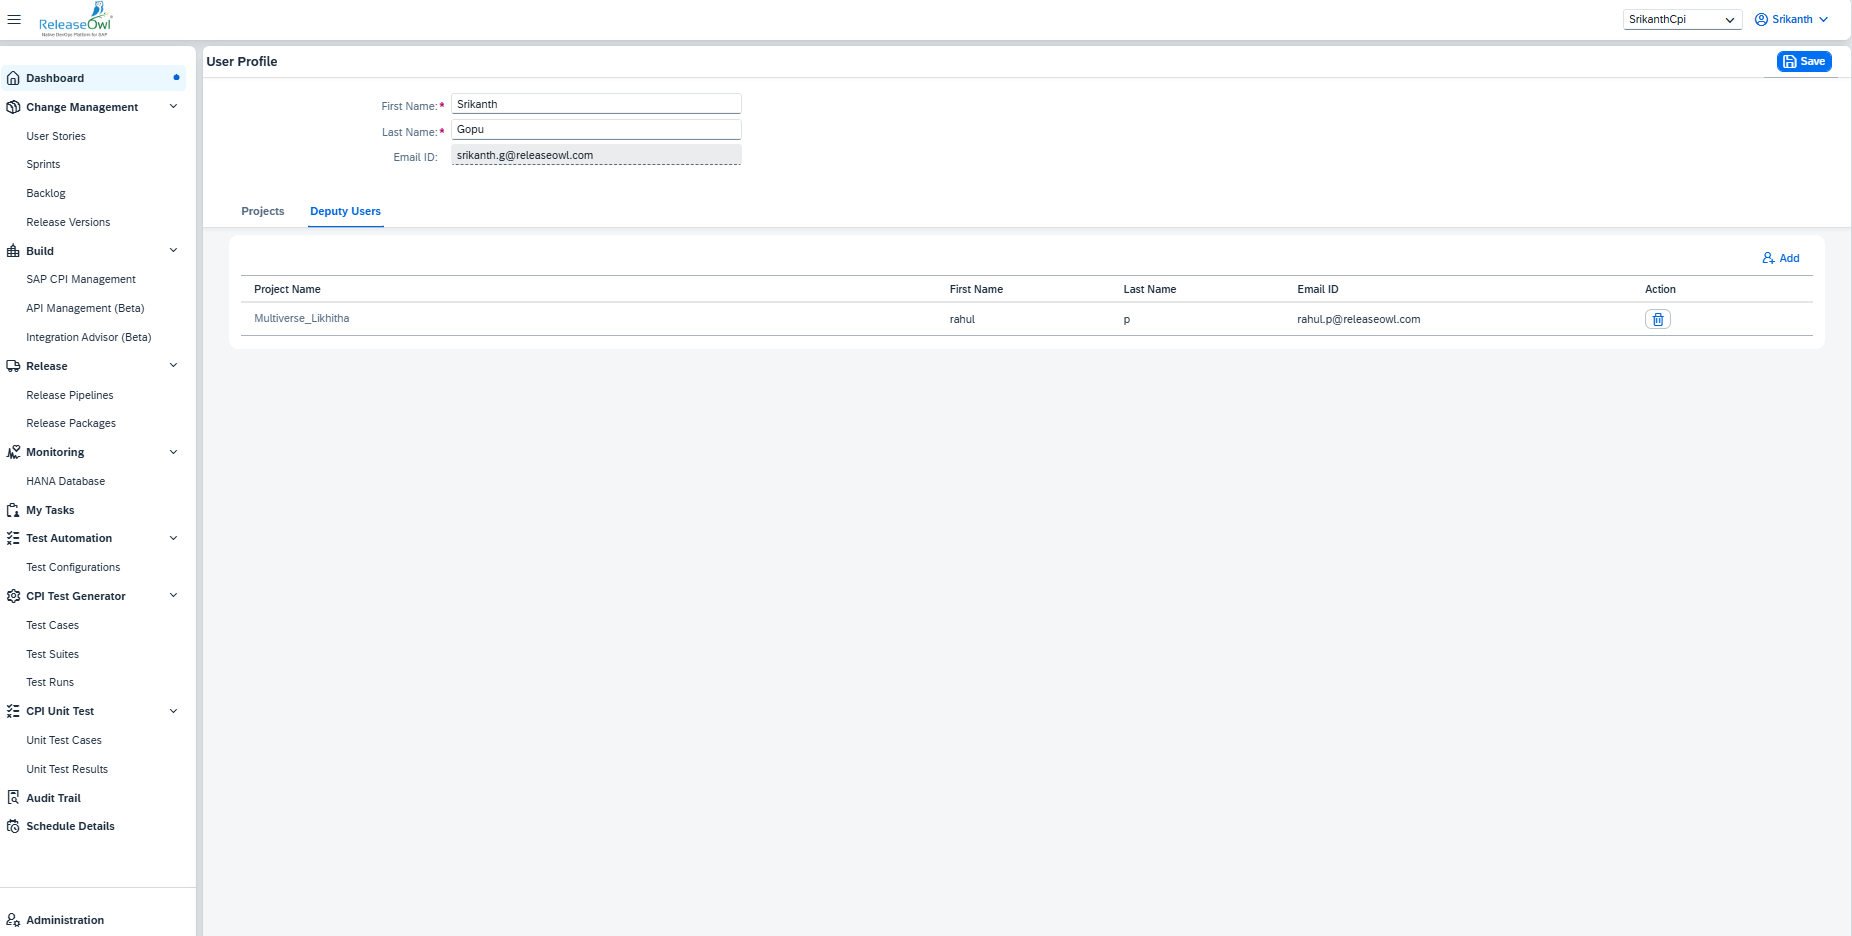 ReleaseOwl
Native DevOps Platform for SAP
SrikanthCpi
Srikanth
Dashboard
Change Management
User Stories
Sprints
Backlog
Release Versions
Build
SAP CPI Management
API Management (Beta)
Integration Advisor (Beta)
Release
Release Pipelines
Release Packages
Monitoring
HANA Database
My Tasks
Test Automation
Test Configurations
CPI Test Generator
Test Cases
Test Suites
Test Runs
CPI Unit Test
Unit Test Cases
Unit Test Results
Audit Trail
Schedule Details
Administration
User Profile
Save
First Name:* Srikanth
Last Name:* Gopu
Email ID: srikanth.g@releaseowl.com
Projects Deputy Users
Add
Project Name First Name Last Name Email ID Action
Multiverse_Likhitha rahul p rahul.p@releaseowl.com